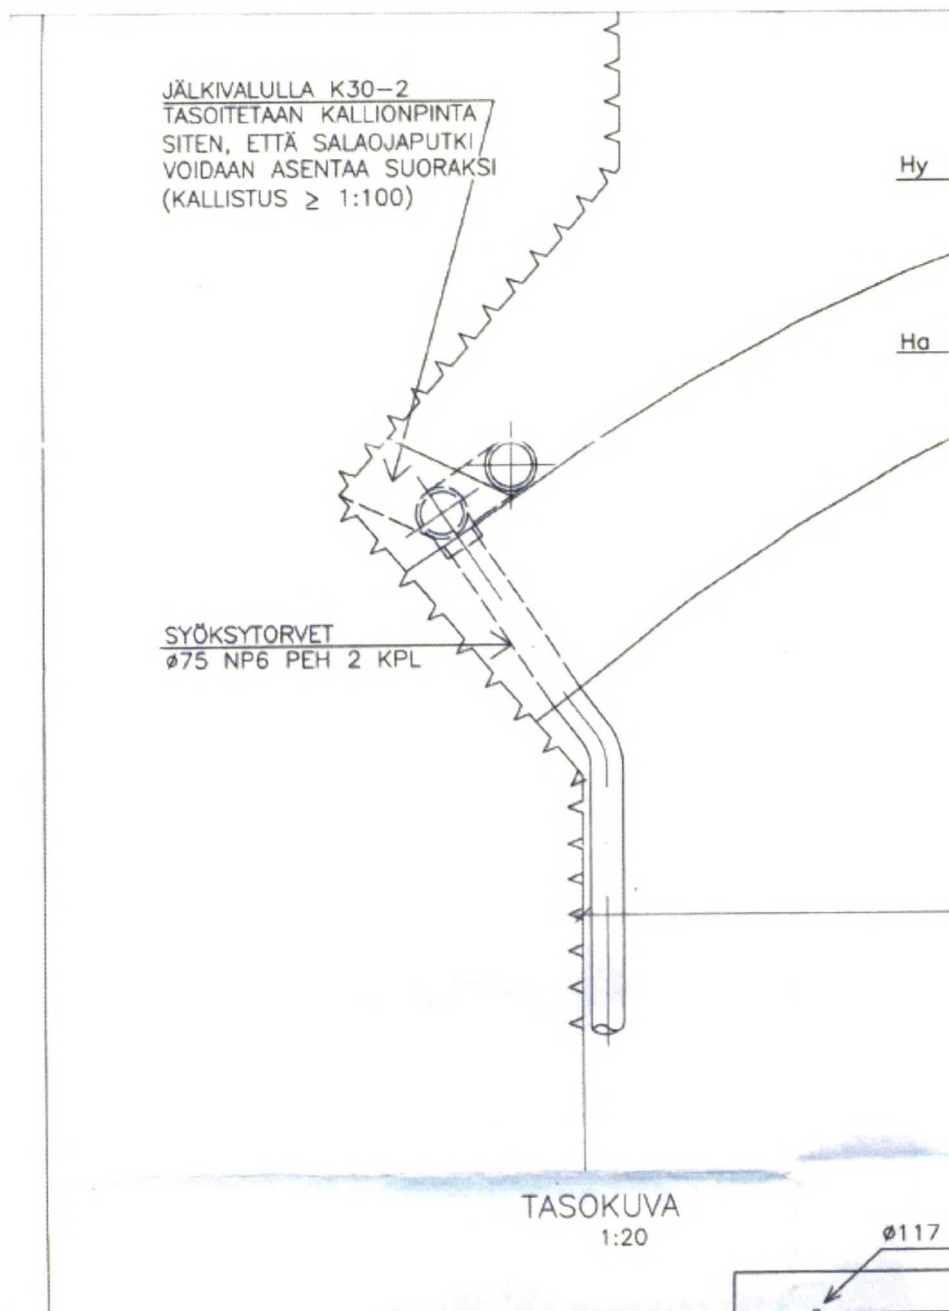 JÄLKIVALULLA K30-2
TASOITETAAN KALLIONPINTA
SITEN, ETTÄ SALAOJAPUTKI
VOIDAAN ASENTAA SUORAKSI
(KALLISTUS ≥ 1:100)
Hy
Ha
SYÖKSYTORVET
ø75 NP6 PEH 2 KPL
TASOKUVA
1:20
ø117